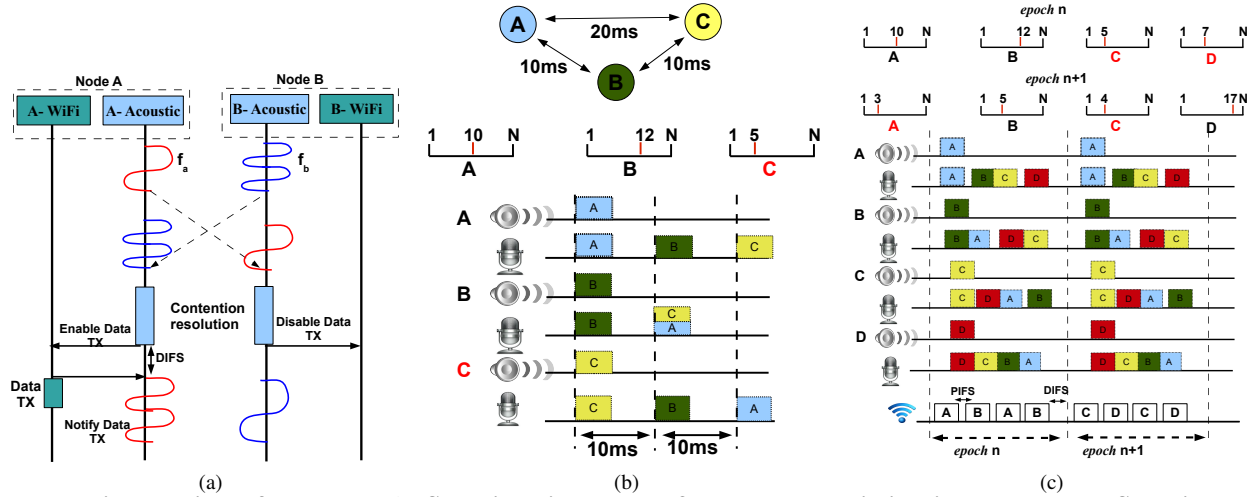 Node A
Node B
A- WiFi
A- Acoustic
B- Acoustic
B- WiFi
fa
fb
Contention
resolution
Enable Data
TX
Disable Data
TX
DIFS
Data
TX
Notify Data
TX
(a)
A
C
20ms
10ms
10ms
B
1 10 N
1 12 N
1 5 N
A
B
C
A
A
A
B
C
B
B
B
C
A
C
C
C
B
A
10ms
10ms
(b)
epoch n
1 10 N
1 12 N
1 5 N
1 7 N
A
B
C
D
epoch n+1
1 3 N
1 5 N
1 4 N
1 17 N
A
B
C
D
A
A A
A B C D A B C D
B
B B
B A D C B A D C
C
C C
C D A B C D A B
D
D D
D C B A D C B A
PIFS
DIFS
A B A B C D C D
epoch n
epoch n+1
(c)